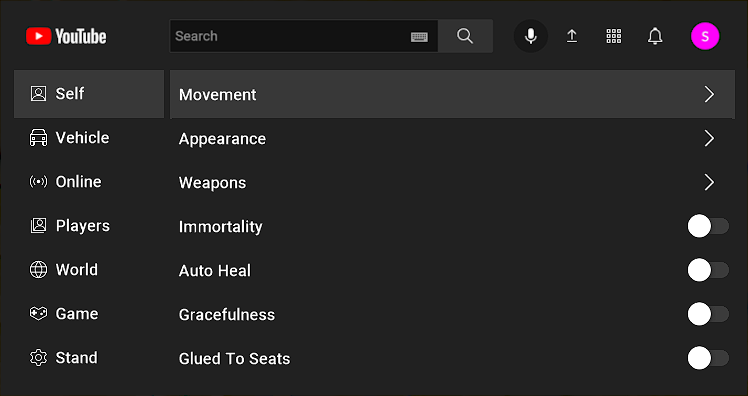 YouTube
Search
S
Self
Vehicle
Online
Players
World
Game
Stand
Movement
Appearance
Weapons
Immortality
Auto Heal
Gracefulness
Glued To Seats